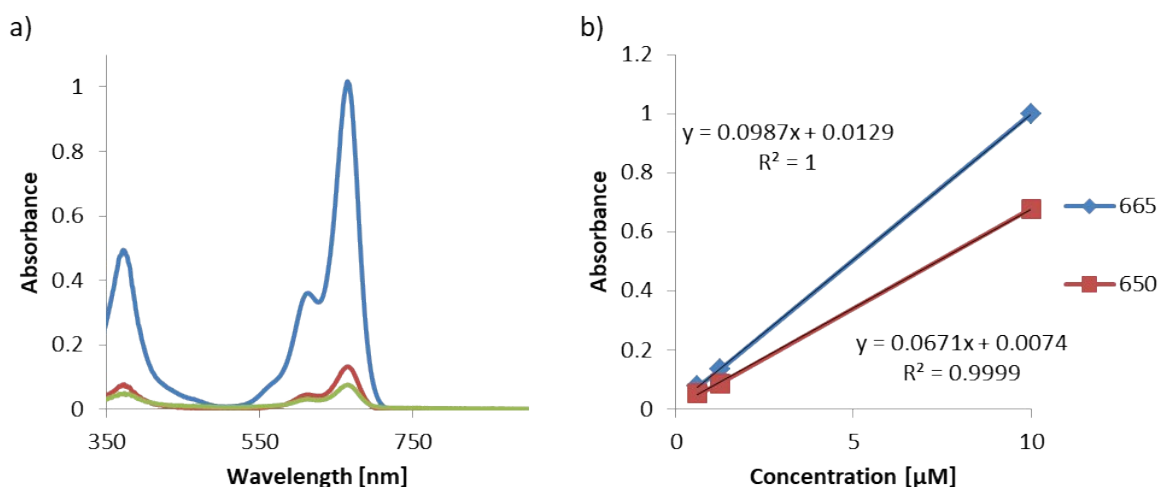 a)
Absorbance
1
0.8
0.6
0.4
0.2
0
350
550
750
Wavelength [nm]
b)
Absorbance
1.2
1
0.8
0.6
0.4
0.2
0
y = 0.0987x + 0.0129
R² = 1
y = 0.0671x + 0.0074
R² = 0.9999
0
5
10
Concentration [µM]
665
650